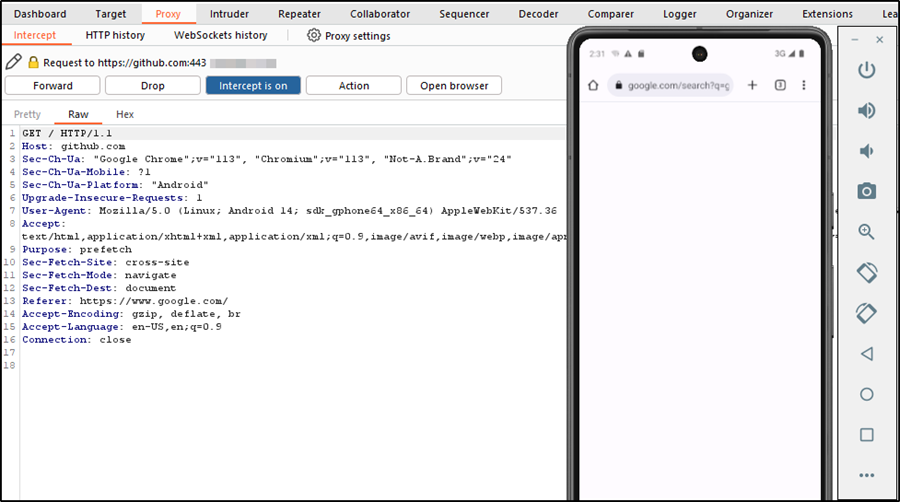 Dashboard Target Proxy Intruder Repeater Collaborator Sequencer Decoder Comparer Logger Organizer Extensions Lea
Intercept HTTP history WebSockets history Proxy settings
Request to https://github.com:443
Forward Drop Intercept is on Action Open browser
Pretty Raw Hex
1 GET / HTTP/1.1
2 Host: github.com
3 Sec-Ch-Ua: "Google Chrome";v="113", "Chromium";v="113", "Not-A.Brand";v="24"
4 Sec-Ch-Ua-Mobile: ?1
5 Sec-Ch-Ua-Platform: "Android"
6 Upgrade-Insecure-Requests: 1
7 User-Agent: Mozilla/5.0 (Linux; Android 14; sdk_gphone64_x86_64) AppleWebKit/537.36
8 Accept:
text/html,application/xhtml+xml,application/xml;q=0.9,image/avif,image/webp,image/apn
9 Purpose: prefetch
10 Sec-Fetch-Site: cross-site
11 Sec-Fetch-Mode: navigate
12 Sec-Fetch-Dest: document
13 Referer: https://www.google.com/
14 Accept-Encoding: gzip, deflate, br
15 Accept-Language: en-US,en;q=0.9
16 Connection: close
17
18
2:31 3G
google.com/search?q=g 3